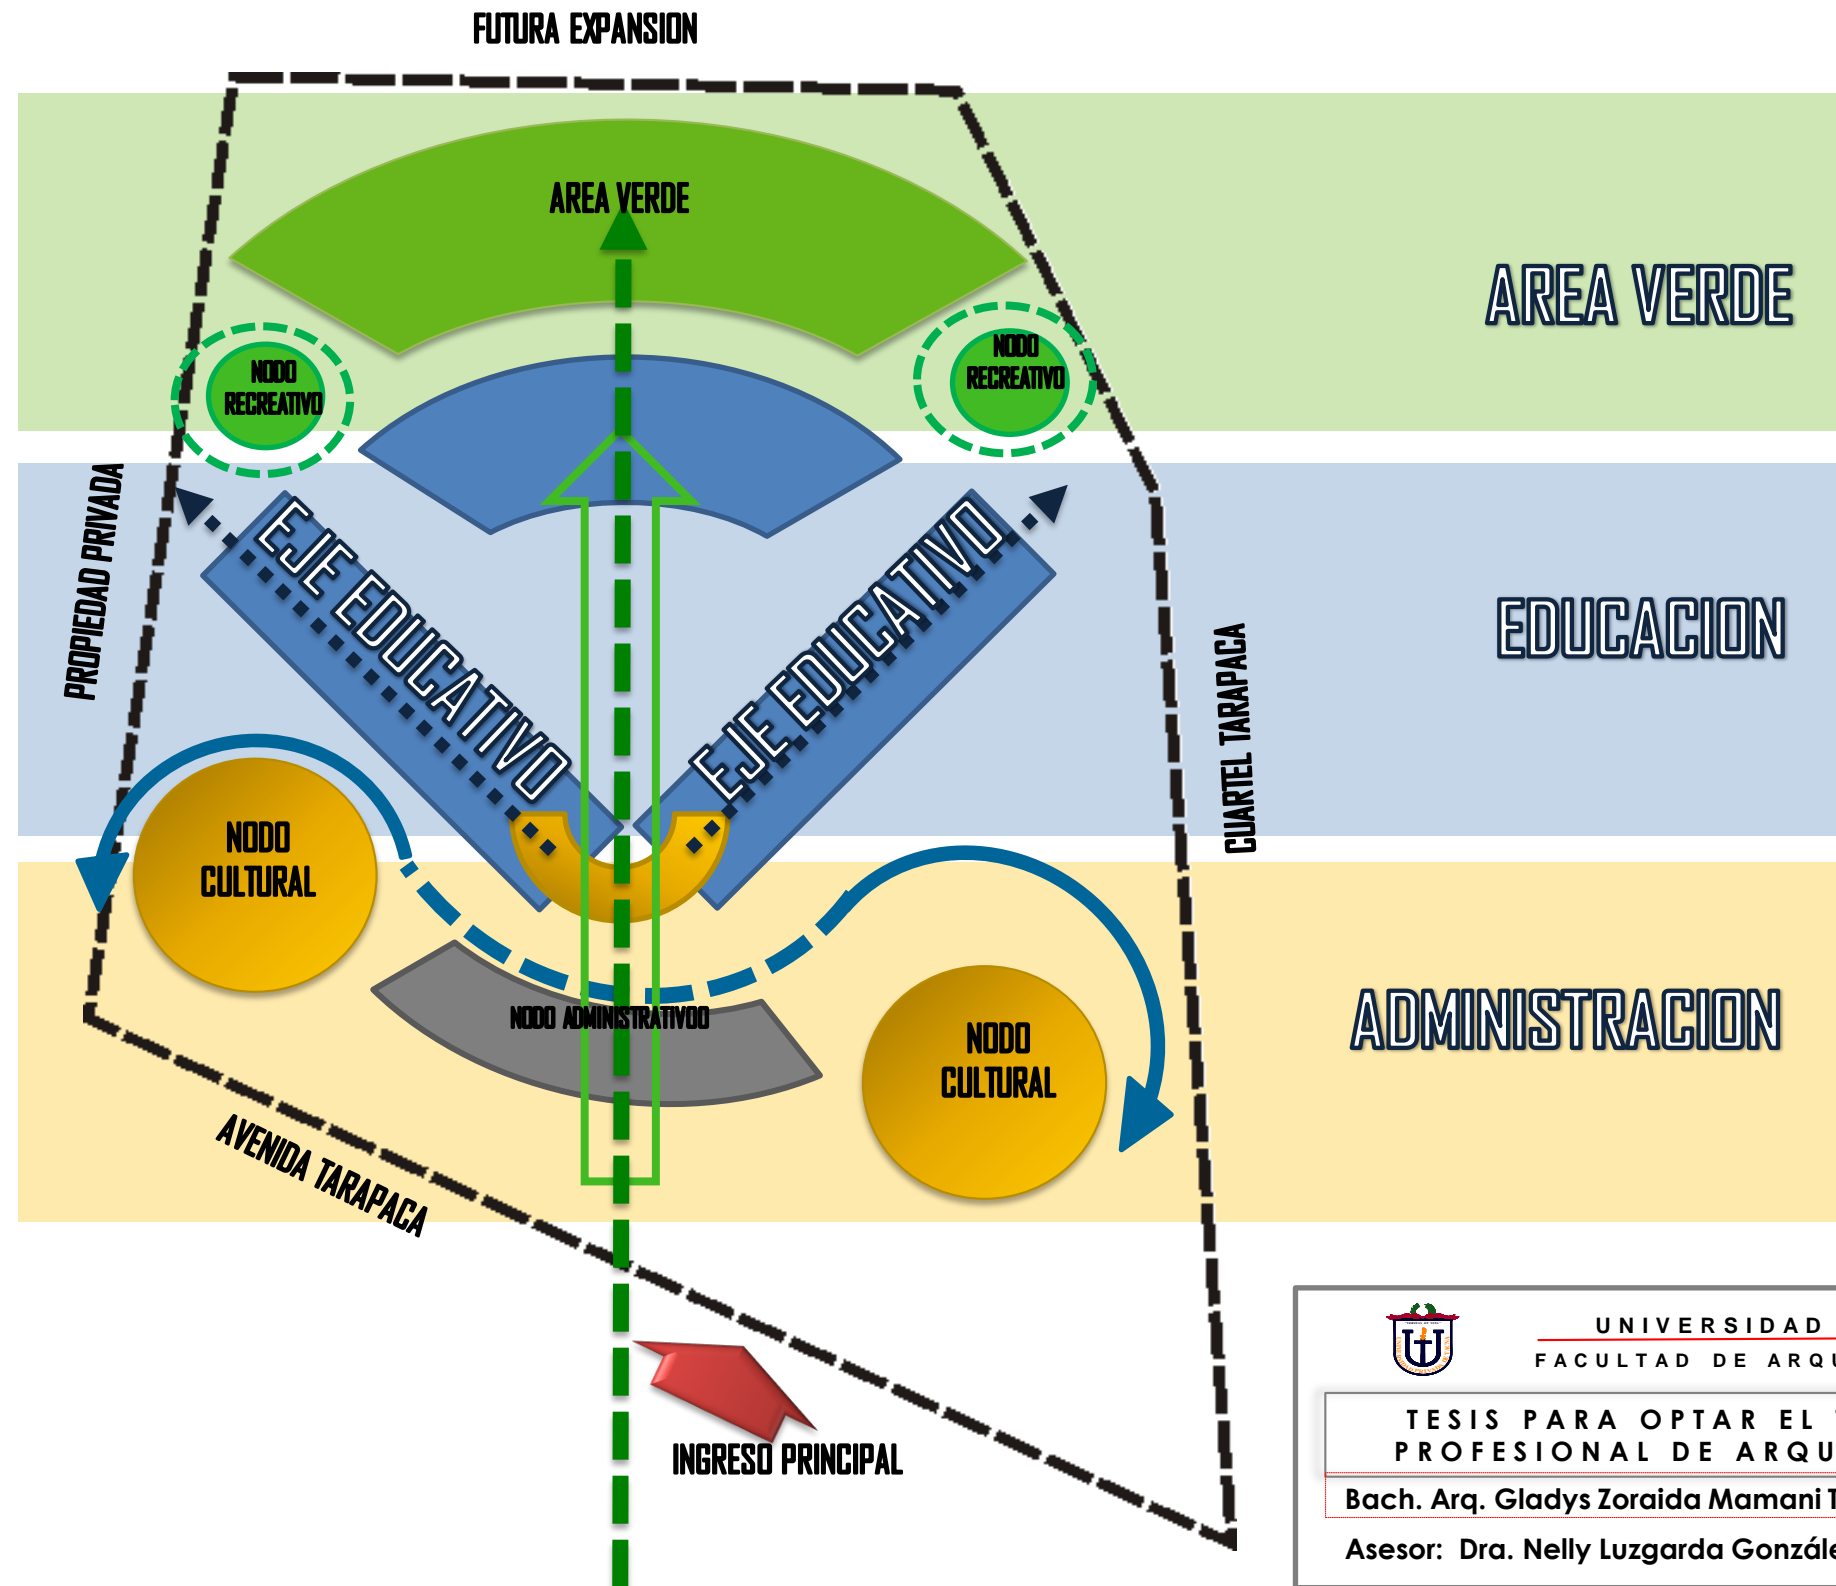 FUTURA EXPANSION
AREA VERDE
AREA VERDE
NODO
RECREATIVO
NODO
RECREATIVO
PROPIEDAD PRIVADA
EJE EDUCATIVO
EJE EDUCATIVO
EDUCACION
CUARTEL TARAPACA
NODO
CULTURAL
NODO ADMINISTRATIVOO
NODO
CULTURAL
ADMINISTRACION
AVENIDA TARAPACA
INGRESO PRINCIPAL
UNIVERSIDAD
FACULTAD DE ARQU
TESIS PARA OPTAR EL
PROFESIONAL DE ARQU
Bach. Arq. Gladys Zoraida Mamani T
Asesor: Dra. Nelly Luzgarda Gonzále